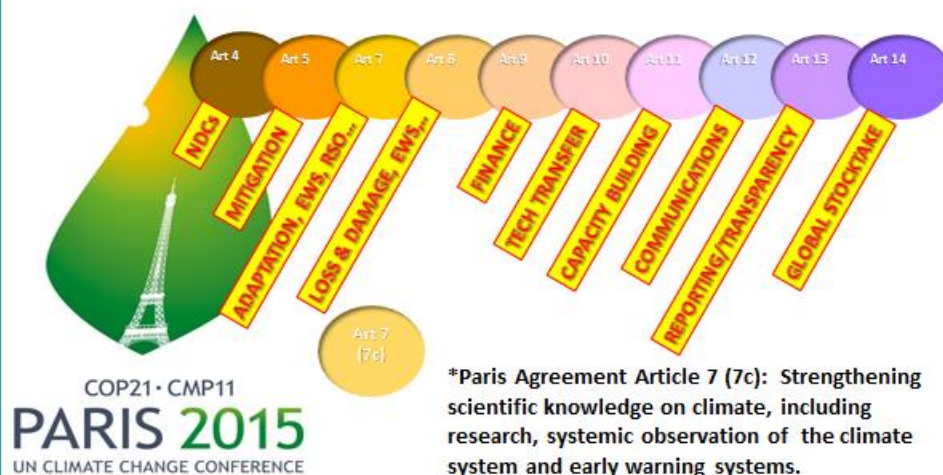 Art 4
Art 5
Art 7
Art 8
Art 9
Art 10
Art 11
Art 12
Art 13
Art 14
NDCs
MITIGATION
ADAPTATION, EWS, RSO...
LOSS & DAMAGE, EWS,..
FINANCE
TECH TRANSFER
CAPACITY BUILDING
COMMUNICATIONS
REPORTING/TRANSPARENCY
GLOBAL STOCKTAKE
Art 7
(7c)
COP21 · CMP11
PARIS 2015
UN CLIMATE CHANGE CONFERENCE
*Paris Agreement Article 7 (7c): Strengthening
scientific knowledge on climate, including
research, systemic observation of the climate
system and early warning systems.